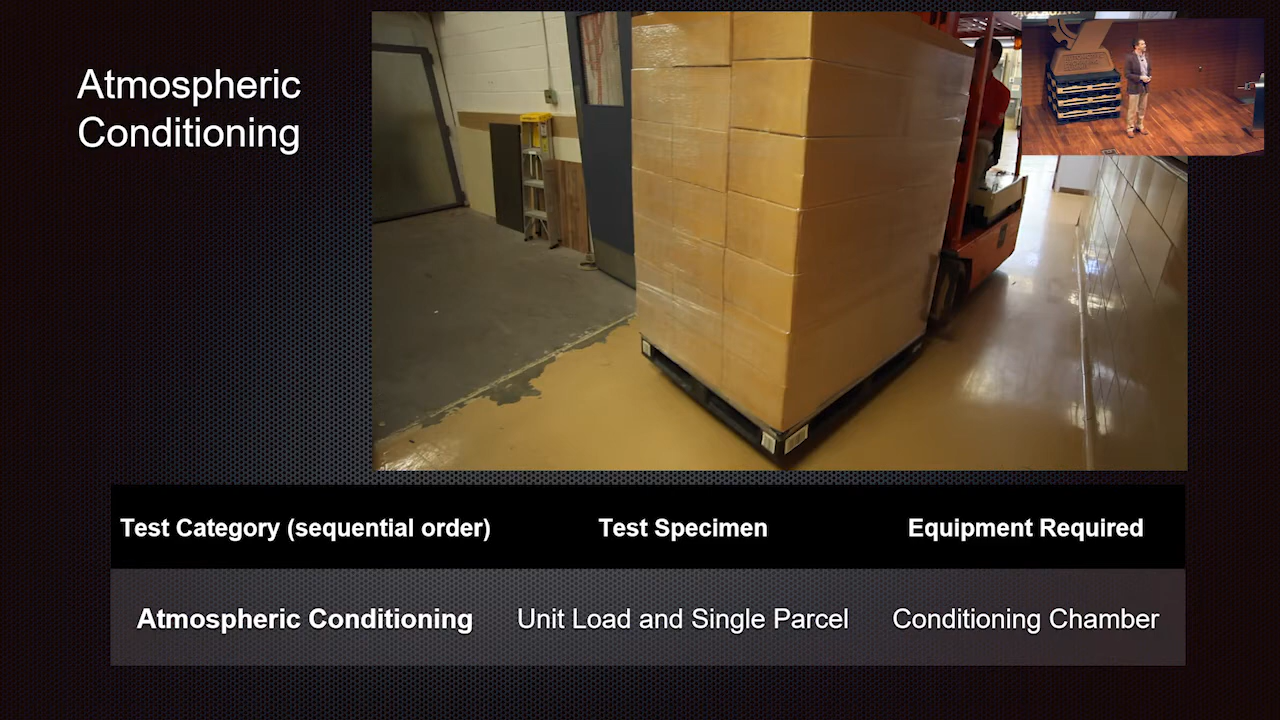 Atmospheric
Conditioning
Test Category (sequential order) Test Specimen Equipment Required
Atmospheric Conditioning Unit Load and Single Parcel Conditioning Chamber